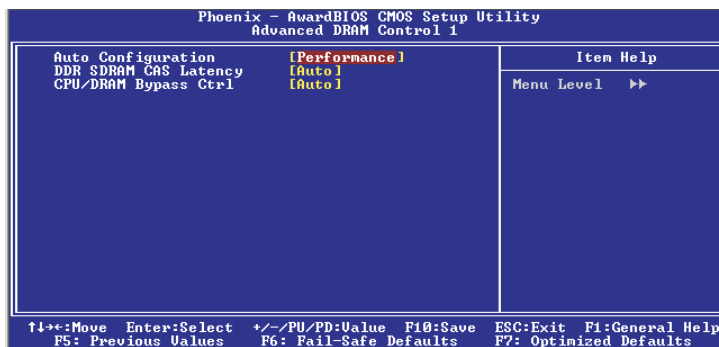 Phoenix - AwardBIOS CMOS Setup Utility
Advanced DRAM Control 1
Auto Configuration [Performance]
DDR SDRAM CAS Latency [Auto]
CPU/DRAM Bypass Ctrl [Auto]
Item Help
Menu Level ▸▸
↑↓→←:Move Enter:Select +/-/PU/PD:Value F10:Save ESC:Exit F1:General Help
F5: Previous Values F6: Fail-Safe Defaults F7: Optimized Defaults